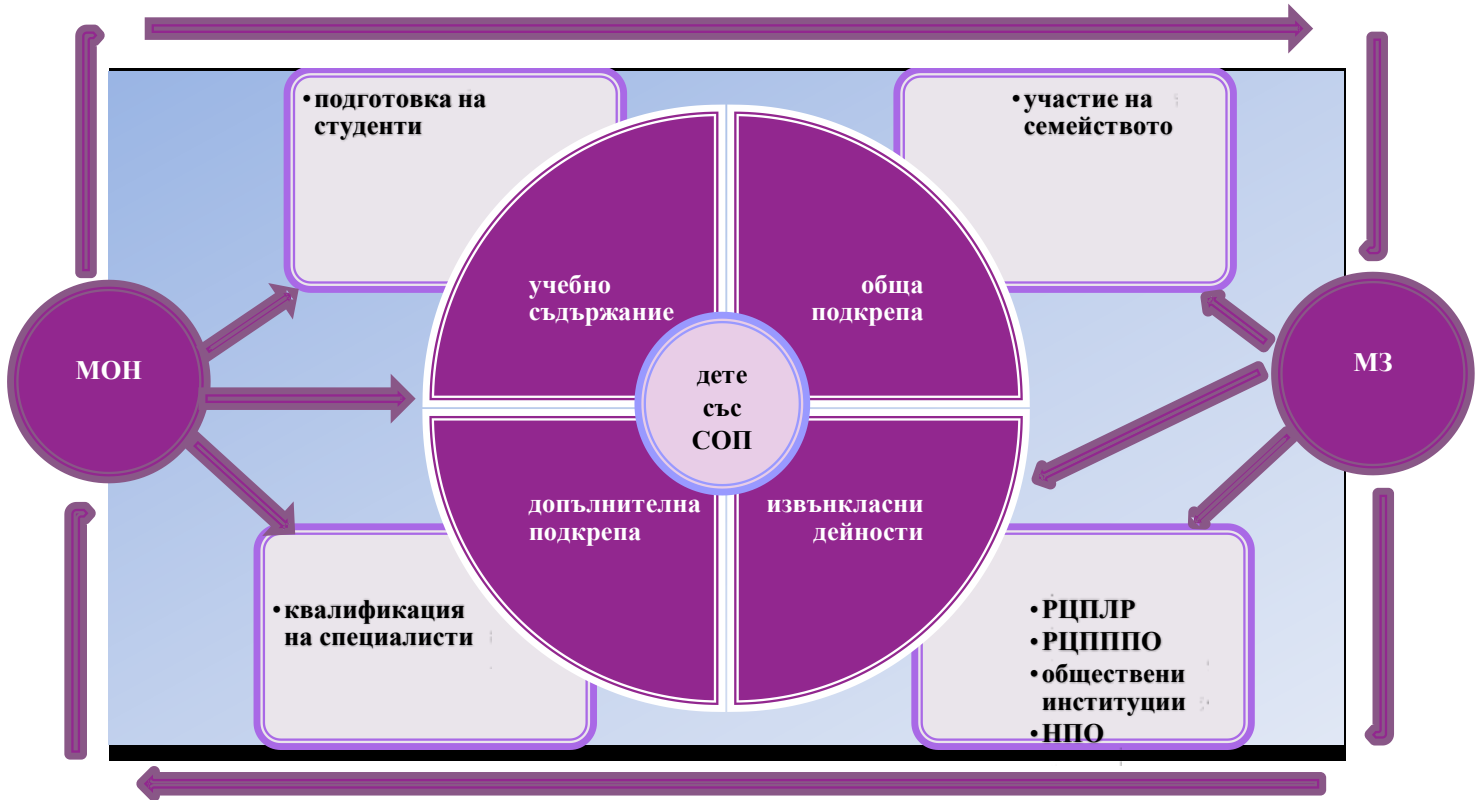 •подготовка на
студенти
•участие на
семейството
учебно
съдържание
обща
подкрепа
МОН
дете
със
СОП
МЗ
допълнителна
подкрепа
извънкласни
дейности
•квалификация
на специалисти
•РЦПЛР
•РЦПППО
•обществени
институции
•НПО